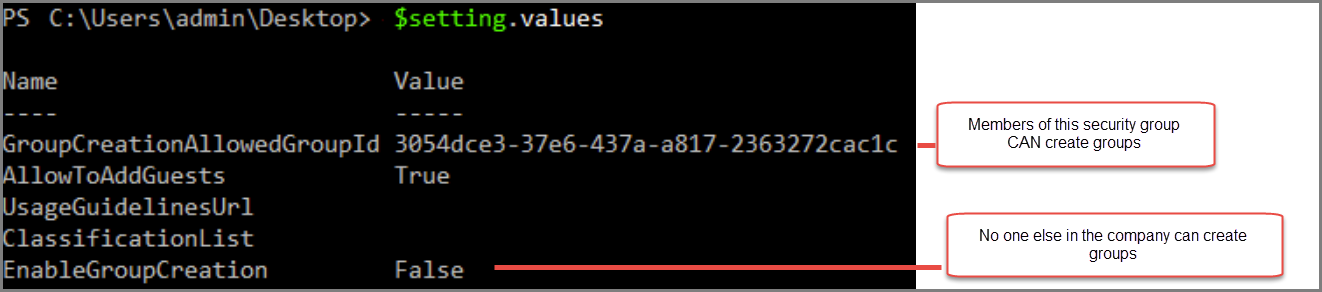 PS C:\Users\admin\Desktop> $setting.values
Name Value
---- -----
GroupCreationAllowedGroupId 3054dce3-37e6-437a-a817-2363272cac1c
AllowToAddGuests True
UsageGuidelinesUrl
ClassificationList
EnableGroupCreation False
Members of this security group
CAN create groups
No one else in the company can create
groups